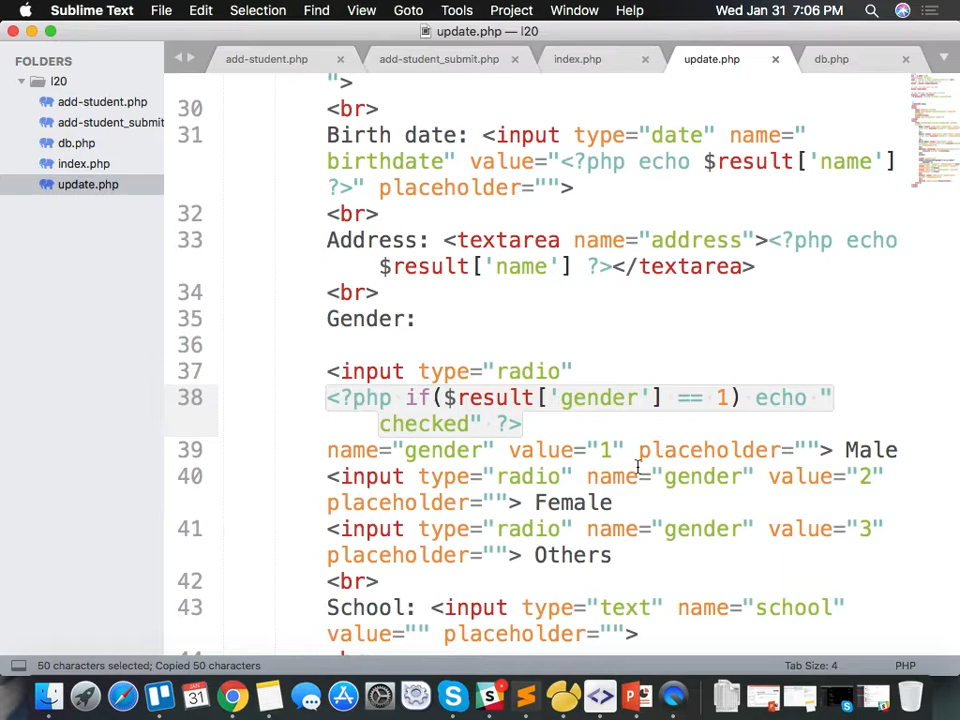 Sublime Text File Edit Selection Find View Goto Tools Project Window Help Wed Jan 31 7:06 PM
update.php — l20
FOLDERS
l20
add-student.php
add-student_submit
db.php
index.php
update.php
add-student.php × add-student_submit.php × index.php × update.php × db.php ×
">
30 <br>
31 Birth date: <input type="date" name="
birthdate" value="<?php echo $result['name']
?>" placeholder="">
32 <br>
33 Address: <textarea name="address"><?php echo
$result['name'] ?></textarea>
34 <br>
35 Gender:
36
37 <input type="radio"
38 <?php if($result['gender'] == 1) echo "
checked" ?>
39 name="gender" value="1" placeholder=""> Male
40 <input type="radio" name="gender" value="2"
placeholder=""> Female
41 <input type="radio" name="gender" value="3"
placeholder=""> Others
42 <br>
43 School: <input type="text" name="school"
value="" placeholder="">
50 characters selected; Copied 50 characters Tab Size: 4 PHP
JAN
31